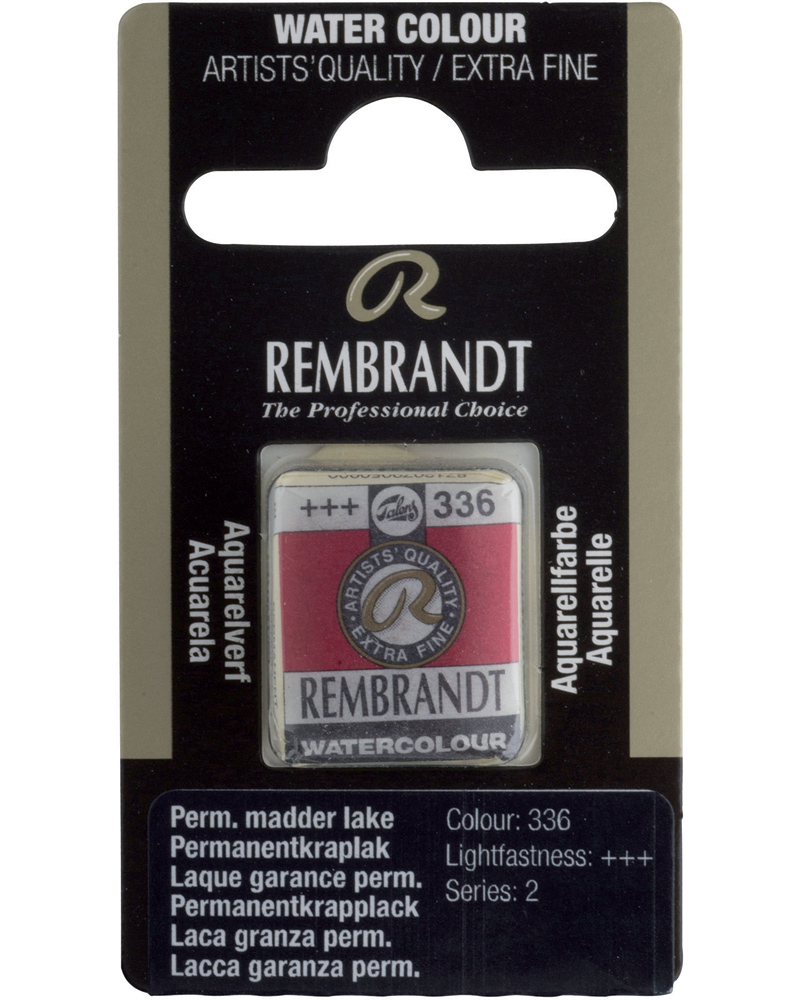 WATER COLOUR
ARTISTS'QUALITY / EXTRA FINE
R
REMBRANDT
The Professional Choice
+++ Talens 336
ARTISTS' QUALITY
R
EXTRA FINE
REMBRANDT
WATERCOLOUR
Aquarelverf
Acuarela
Aquarellfarbe
Aquarelle
Perm. madder lake
Permanentkraplak
Laque garance perm.
Permanentkrapplack
Laca granza perm.
Lacca garanza perm.
Colour: 336
Lightfastness: +++
Series: 2